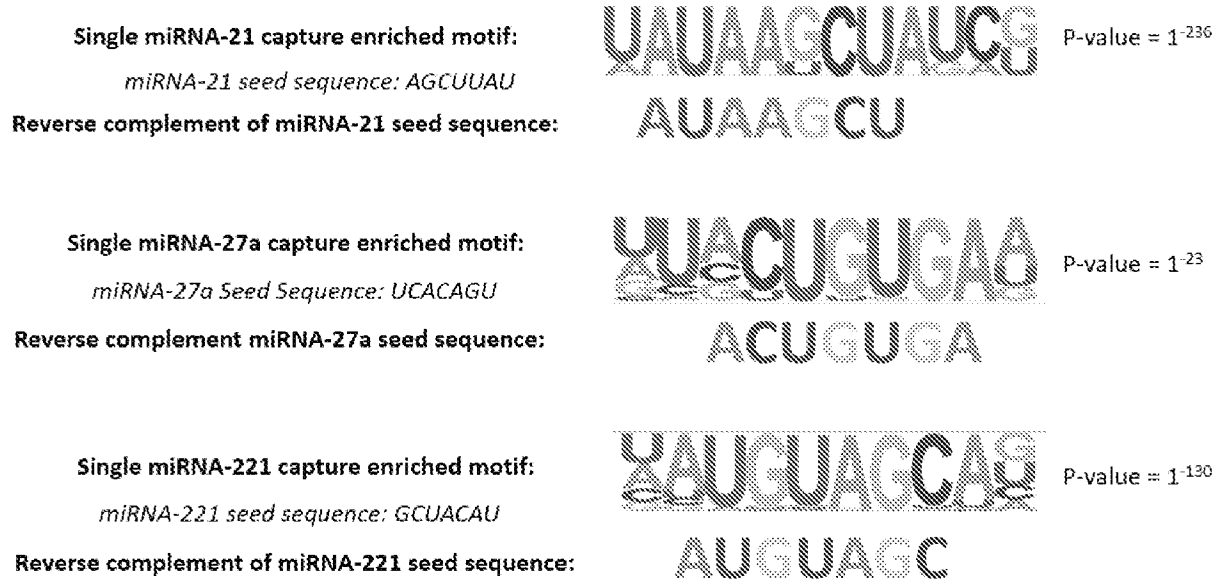 Single miRNA-21 capture enriched motif:
UAUAAGCUAUCG
P-value = 1-236
miRNA-21 seed sequence: AGCUUAU
Reverse complement of miRNA-21 seed sequence:
AUAAGCU
Single miRNA-27a capture enriched motif:
UUACUGUGAA
P-value = 1-23
miRNA-27a Seed Sequence: UCACAGU
Reverse complement miRNA-27a seed sequence:
ACUGUGA
Single miRNA-221 capture enriched motif:
UAUGUAGCAG
P-value = 1-130
miRNA-221 seed sequence: GCUACAU
Reverse complement of miRNA-221 seed sequence:
AUGUAGC